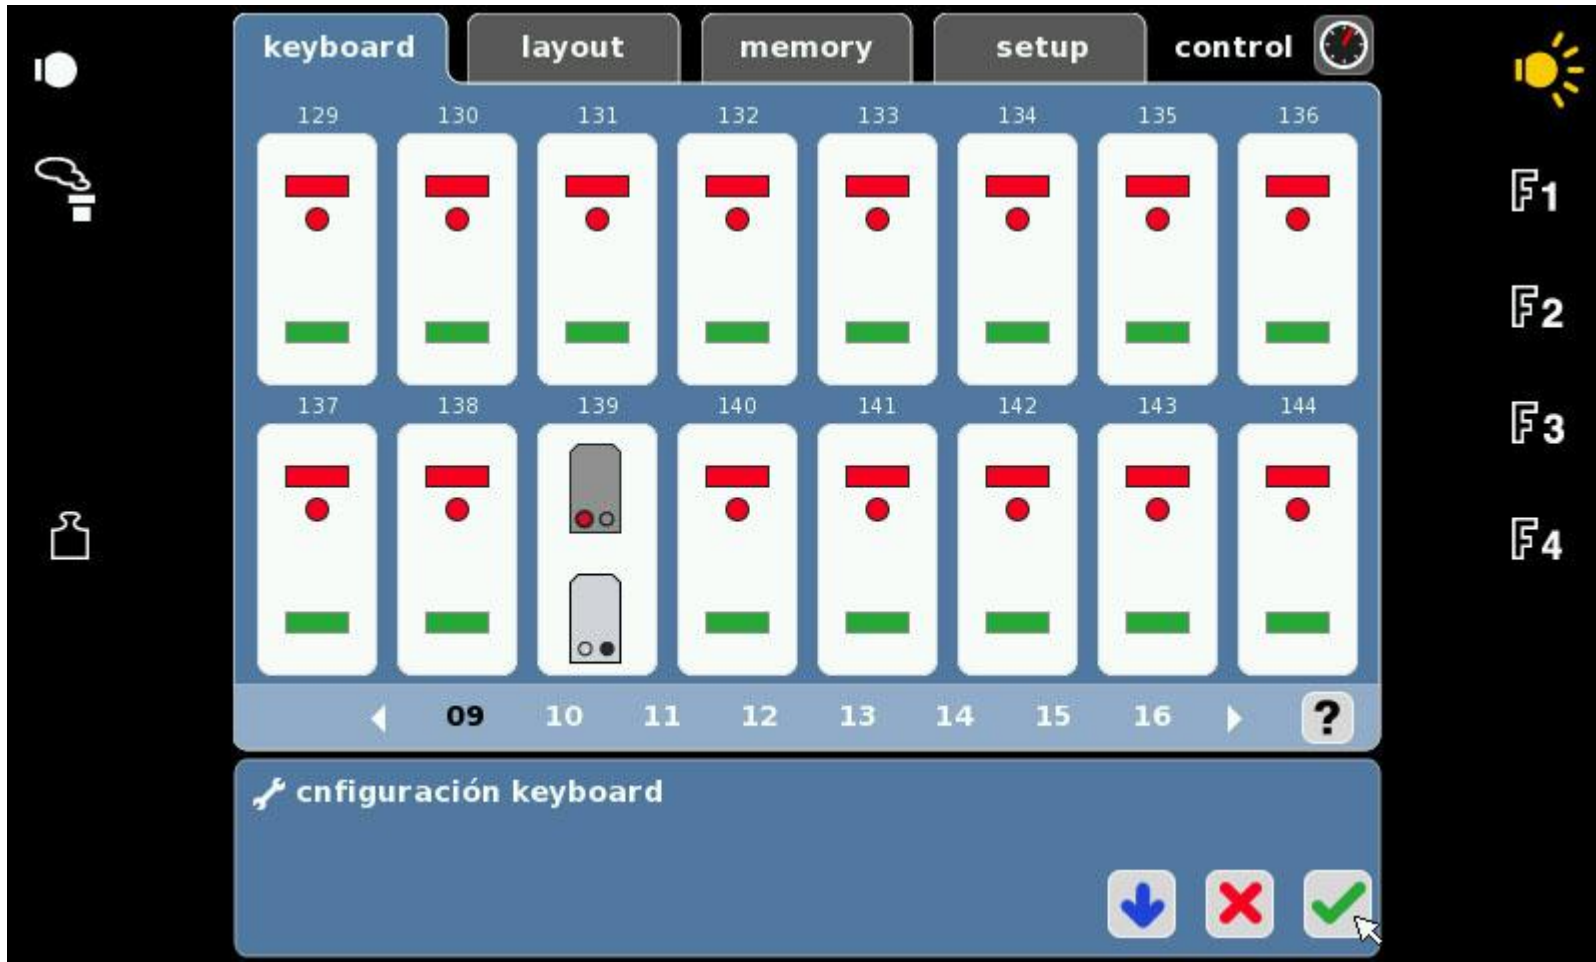 keyboard layout memory setup control
129 130 131 132 133 134 135 136
F1
F2
137 138 139 140 141 142 143 144
F3
F4
09 10 11 12 13 14 15 16 ?
cnfiguración keyboard